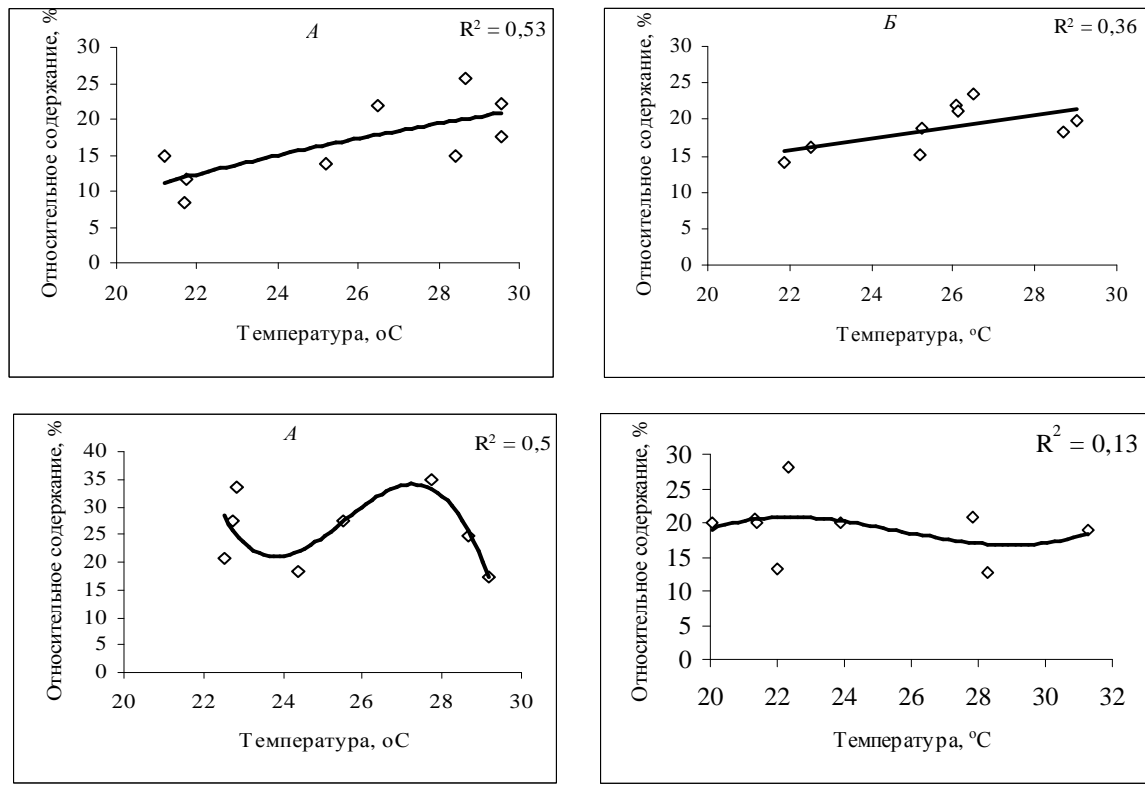 А
R² = 0,53
Относительное содержание, %
30
25
20
15
10
5
0
20 22 24 26 28 30
Температура, оС
Б
R² = 0,36
Относительное содержание, %
30
25
20
15
10
5
0
20 22 24 26 28 30
Температура, ºС
А
R² = 0,5
Относительное содержание, %
40
35
30
25
20
15
10
5
0
20 22 24 26 28 30
Температура, оС
R² = 0,13
Относительное содержание, %
30
25
20
15
10
5
0
20 22 24 26 28 30 32
Температура, ºС